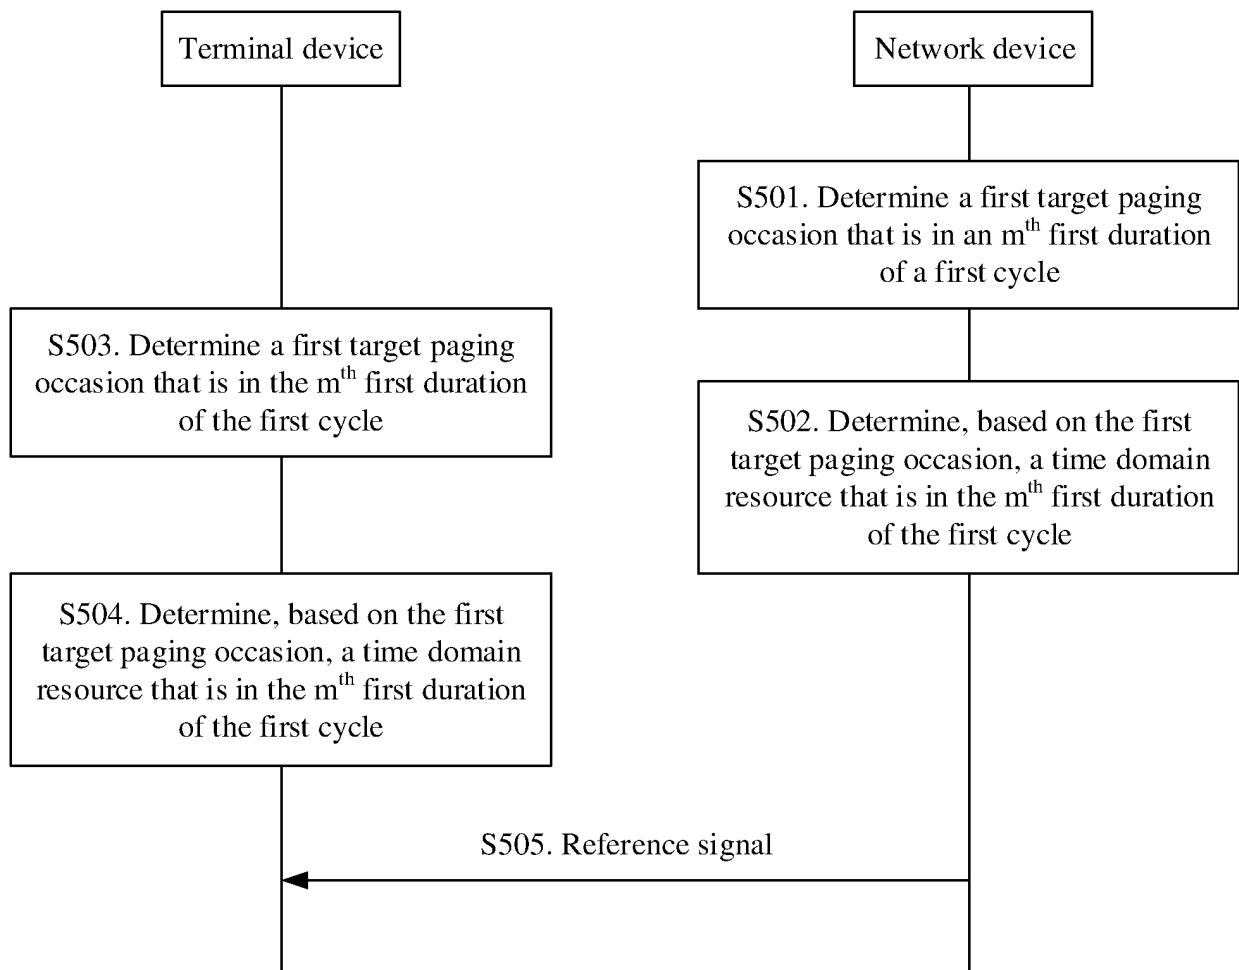 Terminal device
Network device
S501. Determine a first target paging
occasion that is in an mth first duration
of a first cycle
S503. Determine a first target paging
occasion that is in the mth first duration
of the first cycle
S502. Determine, based on the first
target paging occasion, a time domain
resource that is in the mth first duration
of the first cycle
S504. Determine, based on the first
target paging occasion, a time domain
resource that is in the mth first duration
of the first cycle
S505. Reference signal